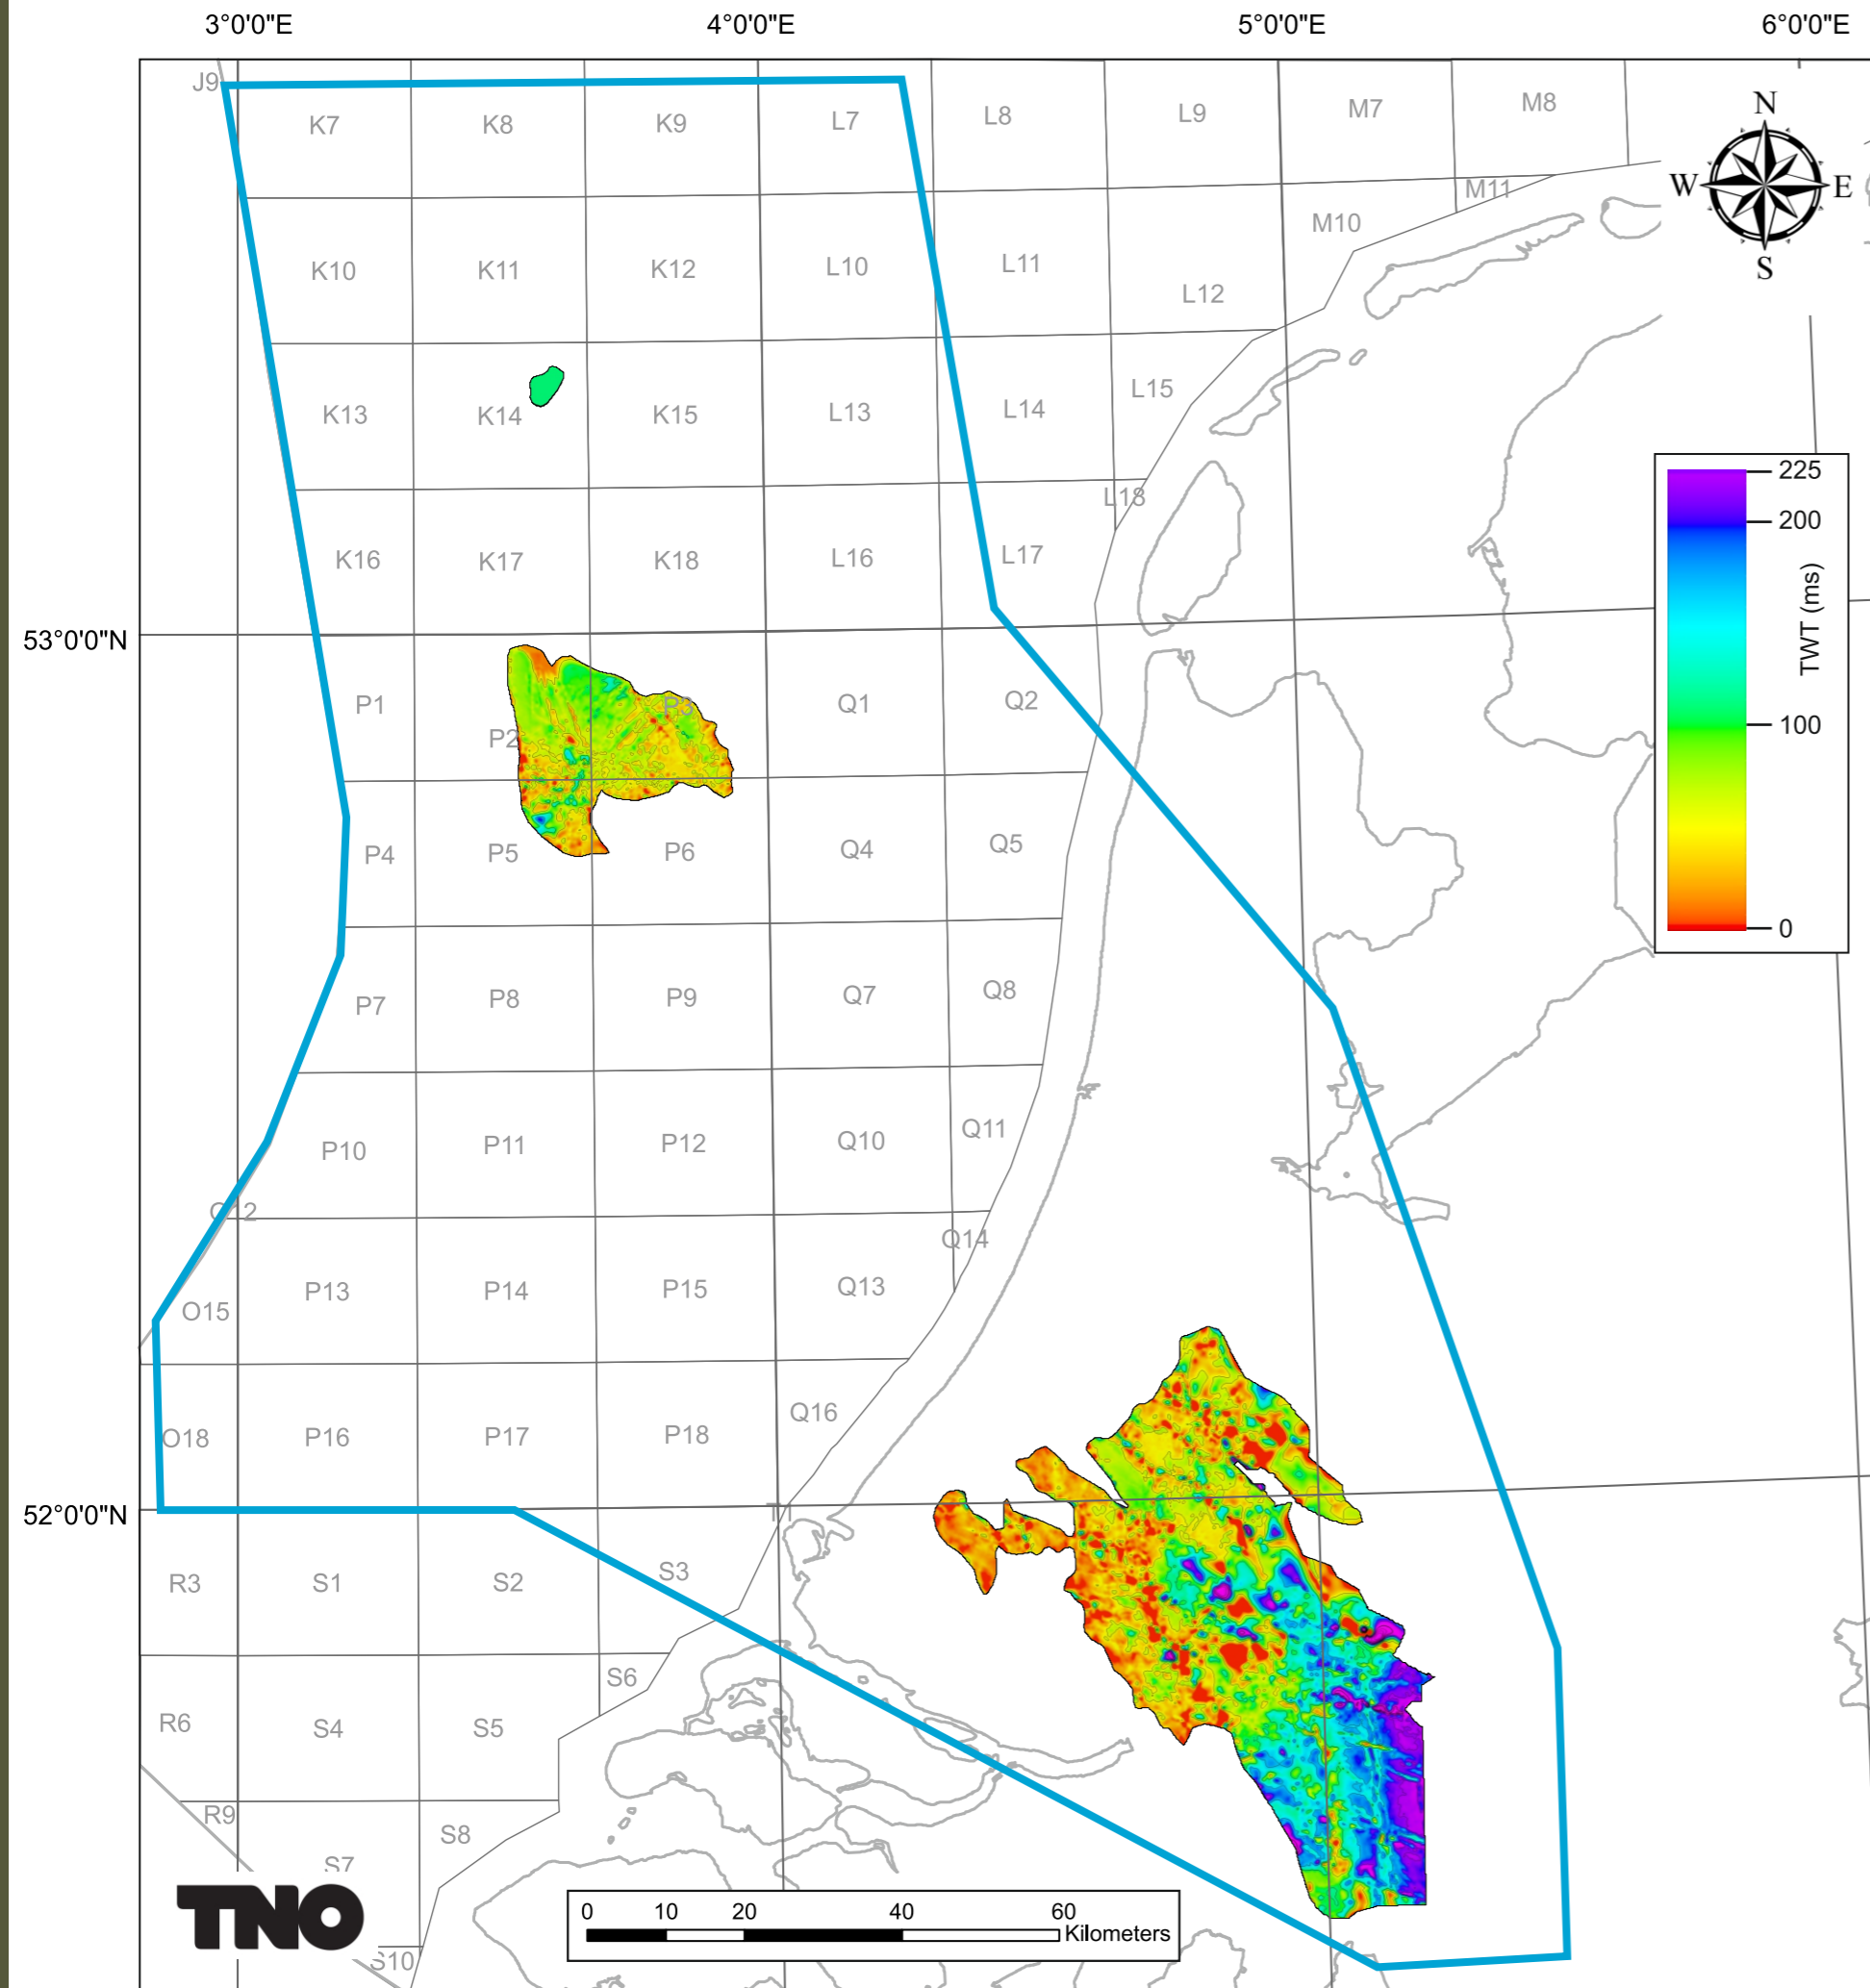 3°0'0"E 4°0'0"E 5°0'0"E 6°0'0"E
J9 K7 K8 K9 L7 L8 L9 M7 M8
N
W E
S
M11
M10
K10 K11 K12 L10 L11 L12
K13 K14 K15 L13 L14 L15
L18
K16 K17 K18 L16 L17
225
200
100
0
TWT (ms)
53°0'0"N
P1 P2 P3 Q1 Q2
P4 P5 P6 Q4 Q5
P7 P8 P9 Q7 Q8
P10 P11 P12 Q10 Q11
Q14
O15 P13 P14 P15 Q13
O18 P16 P17 P18 Q16
52°0'0"N
R3 S1 S2 S3
S6
R6 S4 S5
R9 S7 S8
S10
TNO
0 10 20 40 60
Kilometers